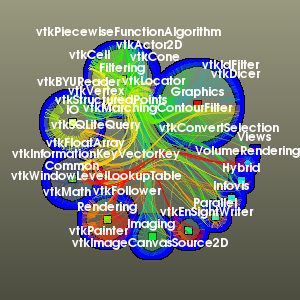 vtkPiecewiseFunctionAlgorithm
vtkActor2D
vtkCell
vtkCone
vtkIdFilter
Filtering
vtkDicer
vtkBYUReader
vtkLocator
vtkVertex
Graphics
vtkStructuredPoints
IO
vtkMarchingContourFilter
vtkSQLiteQuery
vtkConvertSelection
Views
vtkFloatArray
VolumeRendering
vtkInformationKeyVectorKey
Common
Hybrid
vtkWindowLevelLookupTable
Infovis
vtkMath
vtkFollower
Parallel
Rendering
vtkEnSightWriter
Imaging
vtkPainter
vtkImageCanvasSource2D